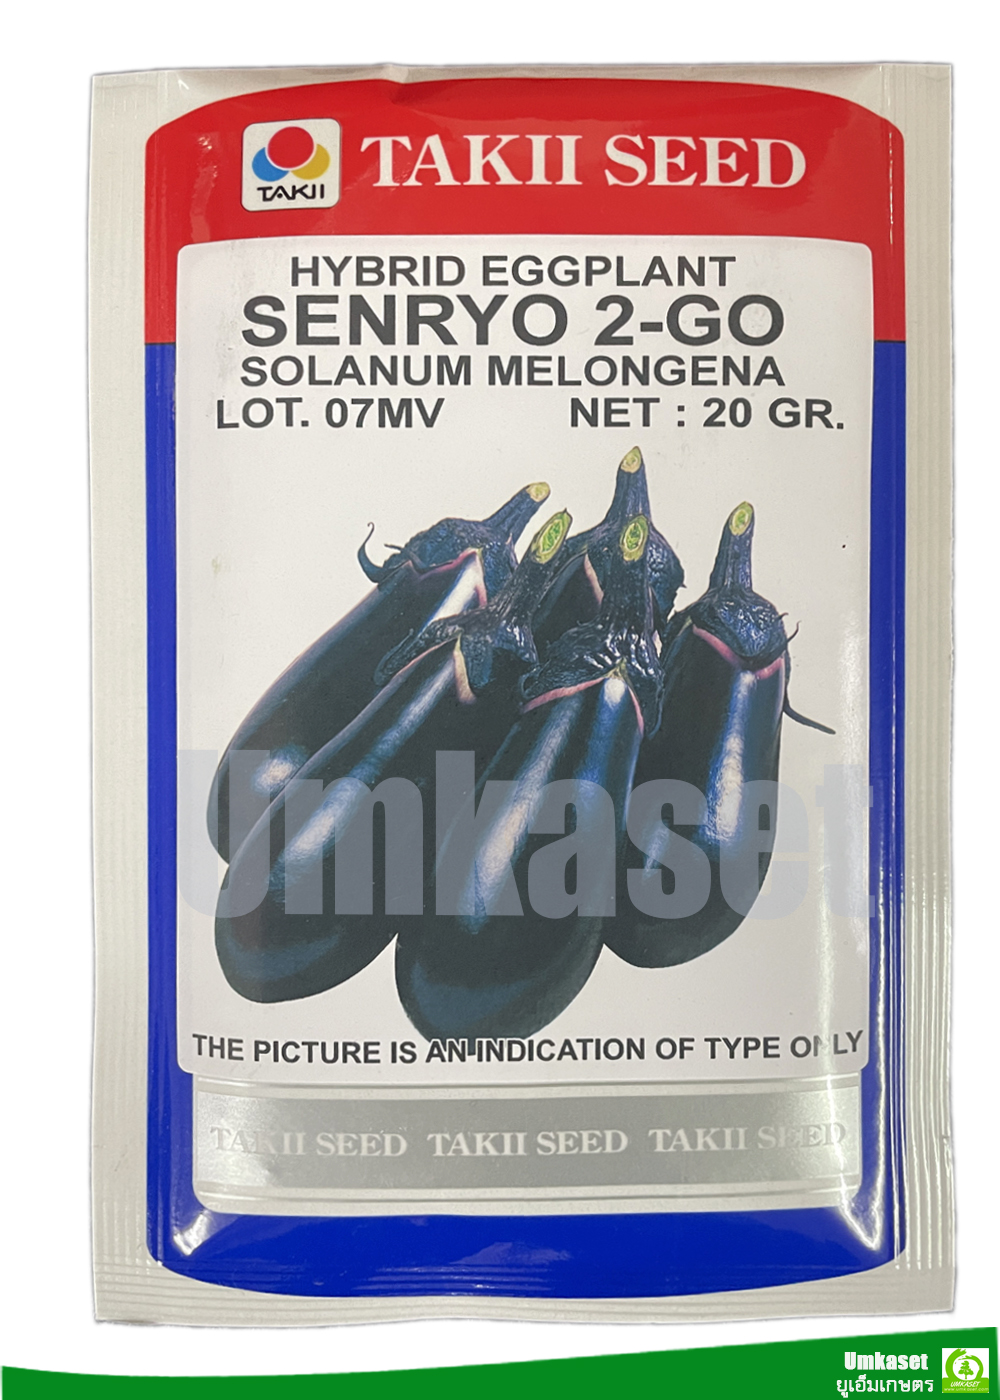 TAKII
TAKII SEED
HYBRID EGGPLANT
SENRYO 2-GO
SOLANUM MELONGENA
LOT. 07MV NET : 20 GR.
Umkaset
THE PICTURE IS AN INDICATION OF TYPE ONLY
TAKII SEED TAKII SEED TAKII SEED
Umkaset
ยูเอ็มเกษตร
UMKASET